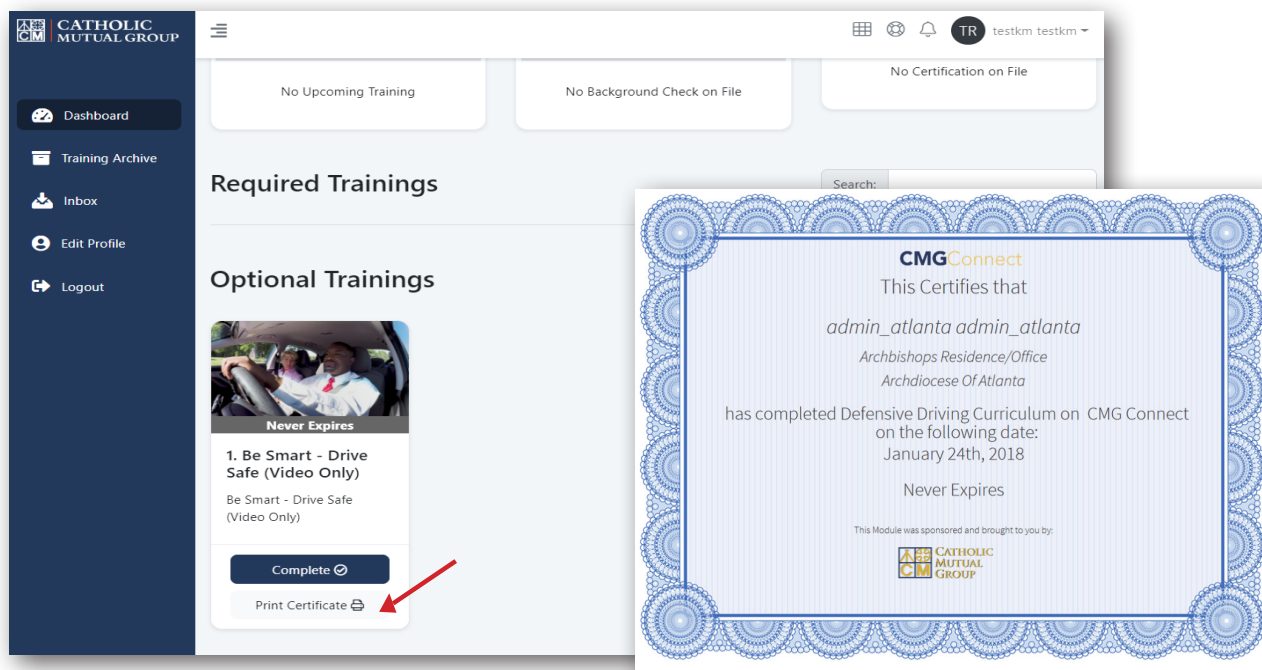 CATHOLIC
MUTUAL GROUP
CM
TR
testkm testkm
Dashboard
Training Archive
Inbox
Edit Profile
Logout
No Upcoming Training
No Background Check on File
No Certification on File
Required Trainings
Search:
Optional Trainings
Never Expires
1. Be Smart - Drive
Safe (Video Only)
Be Smart - Drive Safe
(Video Only)
Complete
Print Certificate
CMGConnect
This Certifies that
admin_atlanta admin_atlanta
Archbishops Residence/Office
Archdiocese Of Atlanta
has completed Defensive Driving Curriculum on CMG Connect
on the following date:
January 24th, 2018
Never Expires
This Module was sponsored and brought to you by:
CM
CATHOLIC
MUTUAL
GROUP